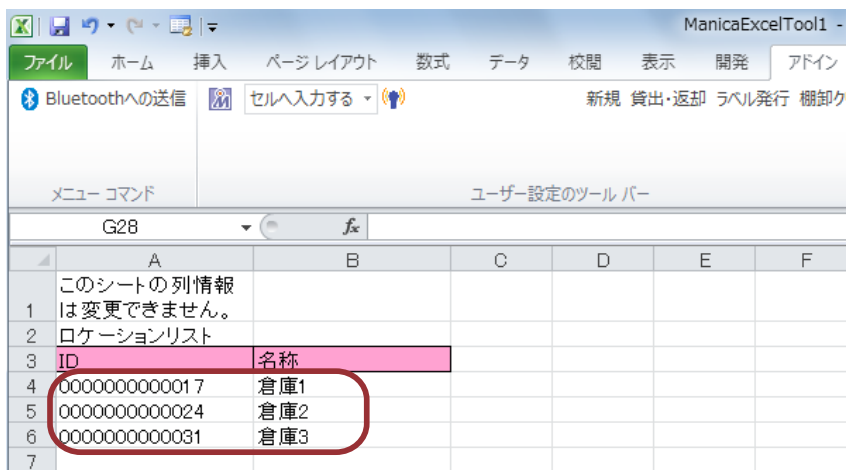 ManicaExcelTool1 -
ファイル ホーム 挿入 ページ レイアウト 数式 データ 校閲 表示 開発 アドイン
Bluetoothへの送信 セルへ入力する 新規 貸出・返却 ラベル発行 棚卸ク
メニュー コマンド ユーザー設定のツール バー
G28 fx
A B C D E F
このシートの列情報
1 は変更できません。
2 ロケーションリスト
3 ID 名称
4 0000000000017 倉庫1
5 0000000000024 倉庫2
6 0000000000031 倉庫3
7